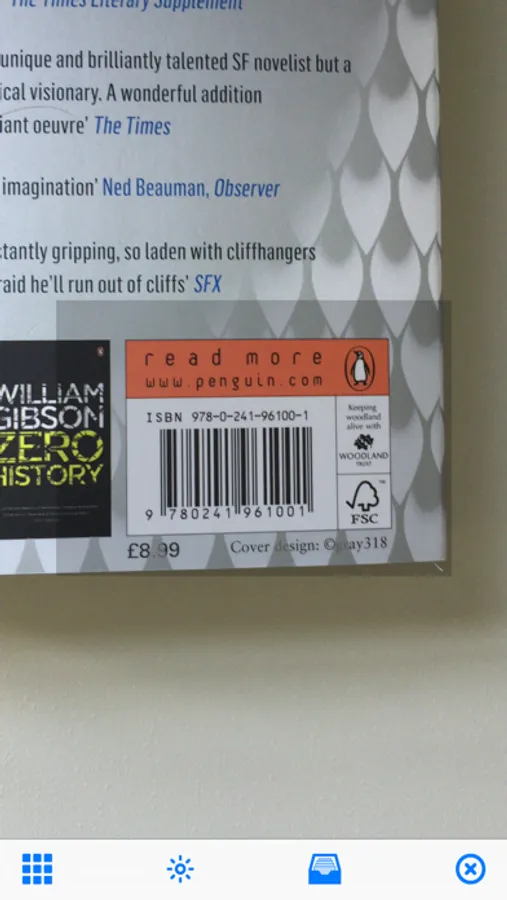 The Times Literary Supplement
unique and brilliantly talented SF novelist but a
ical visionary. A wonderful addition
iant oeuvre' The Times
imagination' Ned Beauman, Observer
stantly gripping, so laden with cliffhangers
raid he'll run out of cliffs' SFX
WILLIAM
GIBSON
ZERO
HISTORY
read more
www.penguin.com
ISBN 978-0-241-96100-1
9 780241 961001
Keeping
woodland
alive with
WOODLAND
TRUST
™
FSC
£8.99
Cover design: ©gray318